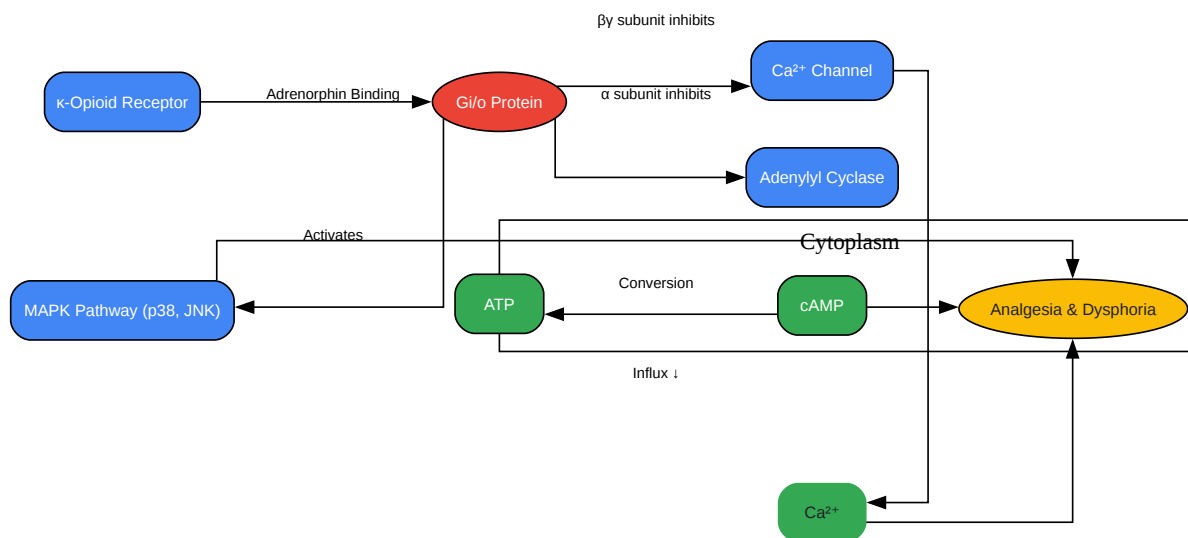 βγ subunit inhibits
Ca²⁺ Channel
κ-Opioid Receptor
Adrenorphin Binding
Gi/o Protein
α subunit inhibits
Adenylyl Cyclase
Activates
Cytoplasm
Conversion
MAPK Pathway (p38, JNK)
ATP
cAMP
Analgesia & Dysphoria
Influx ↓
Ca²⁺